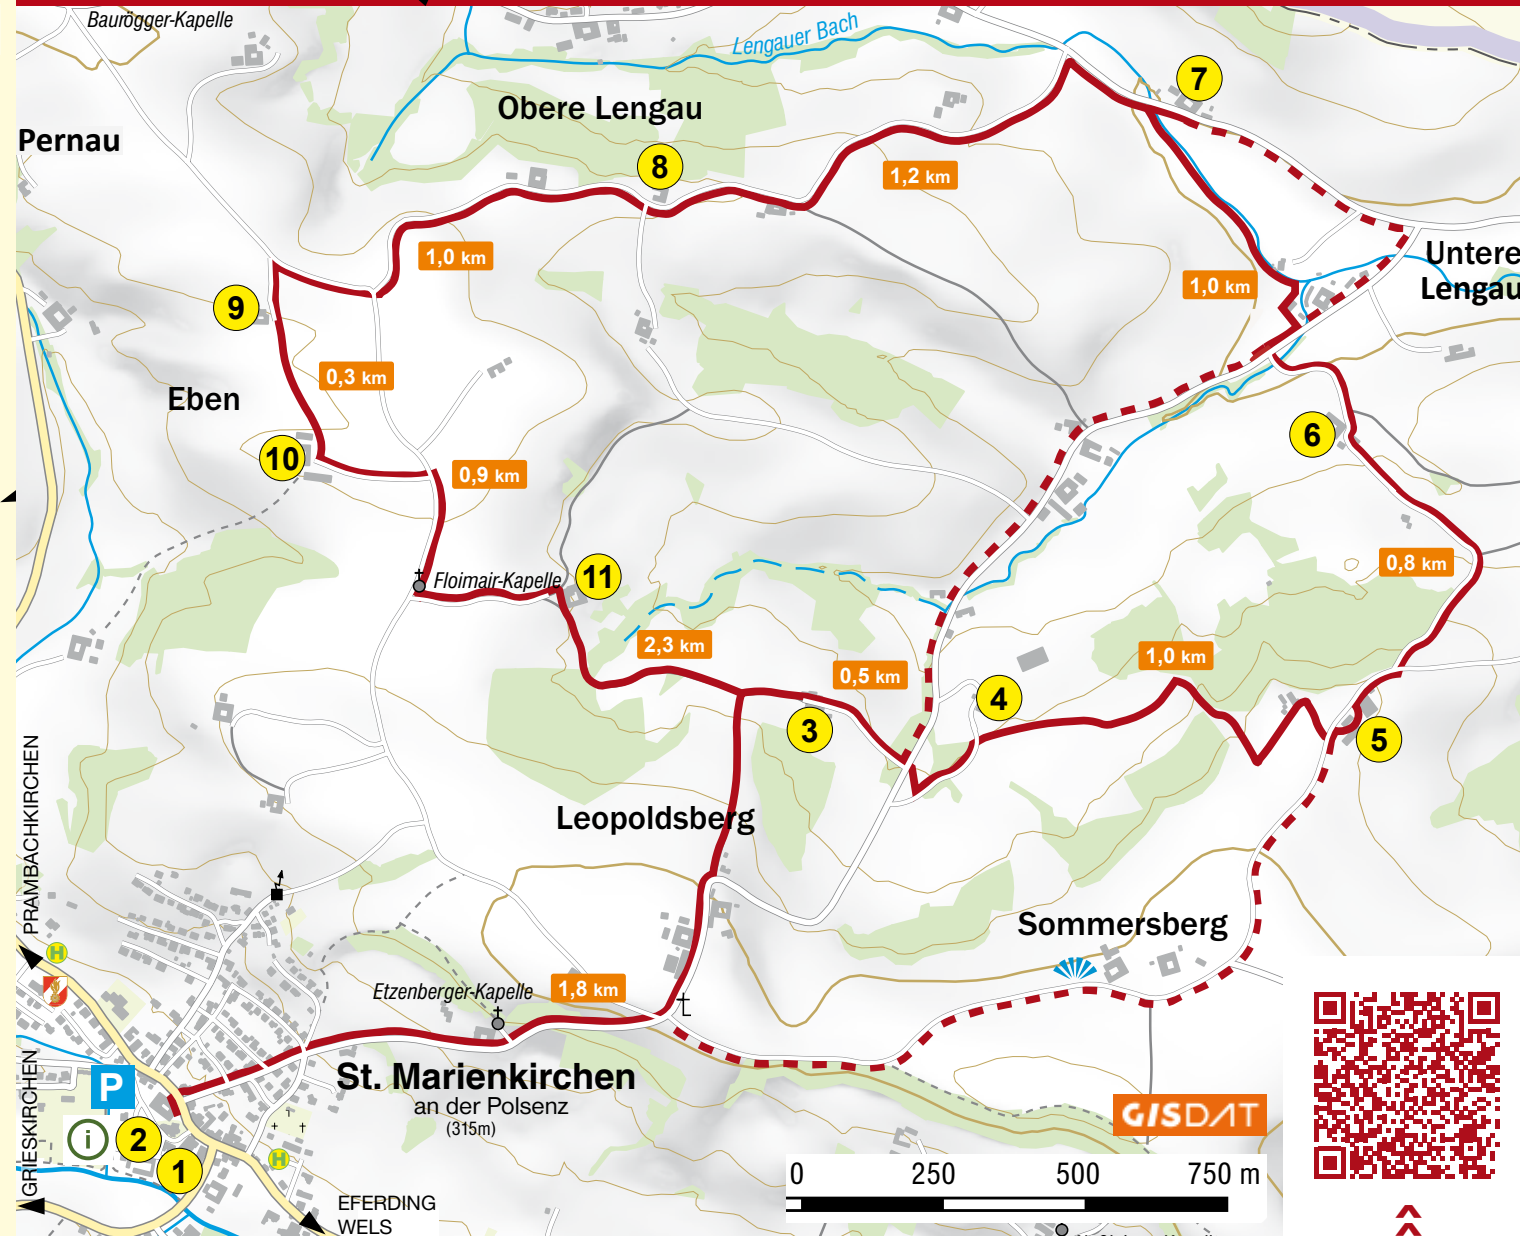 Baurögger-Kapelle
Lengauer Bach
7
Obere Lengau
Pernau
8
1,2 km
1,0 km
Untere
Lengau
1,0 km
9
0,3 km
Eben
6
10
0,9 km
0,8 km
Floimair-Kapelle
11
2,3 km
1,0 km
0,5 km
4
3
5
Leopoldsberg
PRAMBACHKIRCHEN
Sommersberg
H
Etzenberger-Kapelle
1,8 km
St. Marienkirchen
an der Polsenz
(315m)
P
GISDAT
GRIESKIRCHEN
i
2
1
H
0 250 500 750 m
EFERDING
WELS